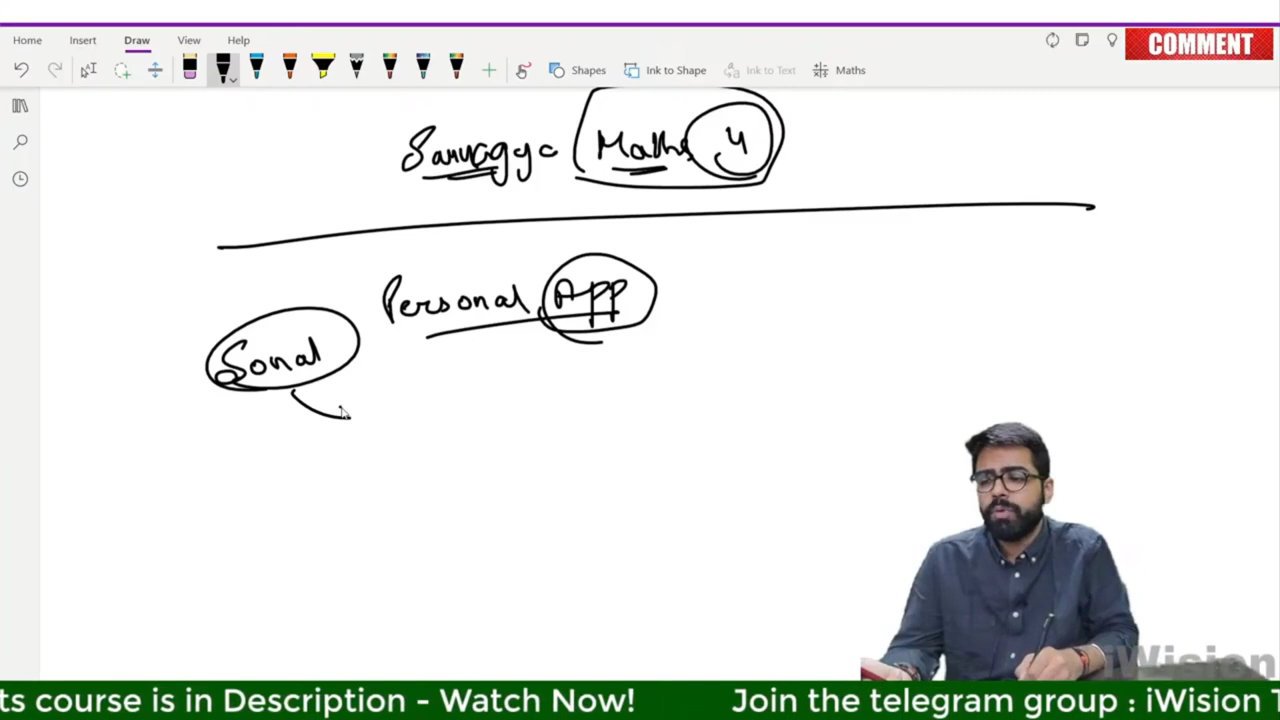 Home Insert Draw View Help
COMMENT
Shapes Ink to Shape Ink to Text Maths
Maths 4
Personal App
Sonal
iWision
ts course is in Description - Watch Now! Join the telegram group : iWision T